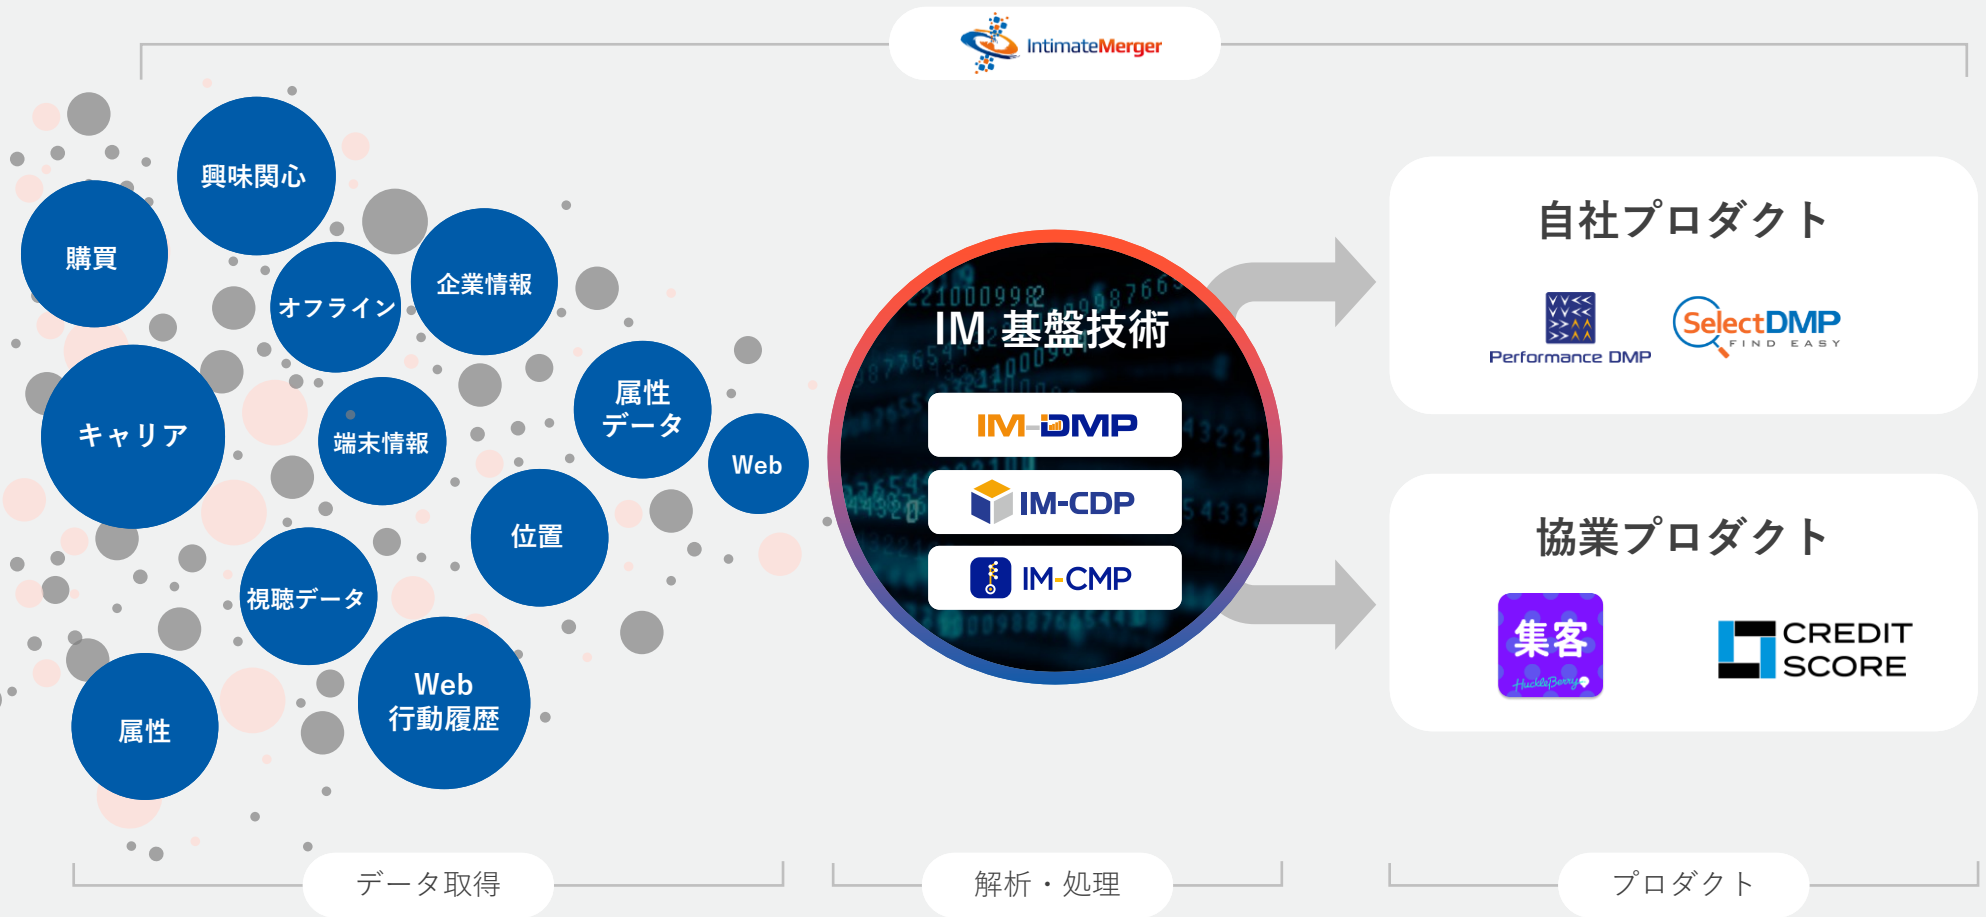 IntimateMerger
興味関心
購買
オフライン
企業情報
キャリア
端末情報
属性
データ
Web
位置
視聴データ
Web
行動履歴
属性
IM 基盤技術
IM-DMP
IM-CDP
IM-CMP
自社プロダクト
Performance DMP
SelectDMP
FIND EASY
協業プロダクト
集客
HuckleBerry
CREDIT
SCORE
データ取得
解析・処理
プロダクト